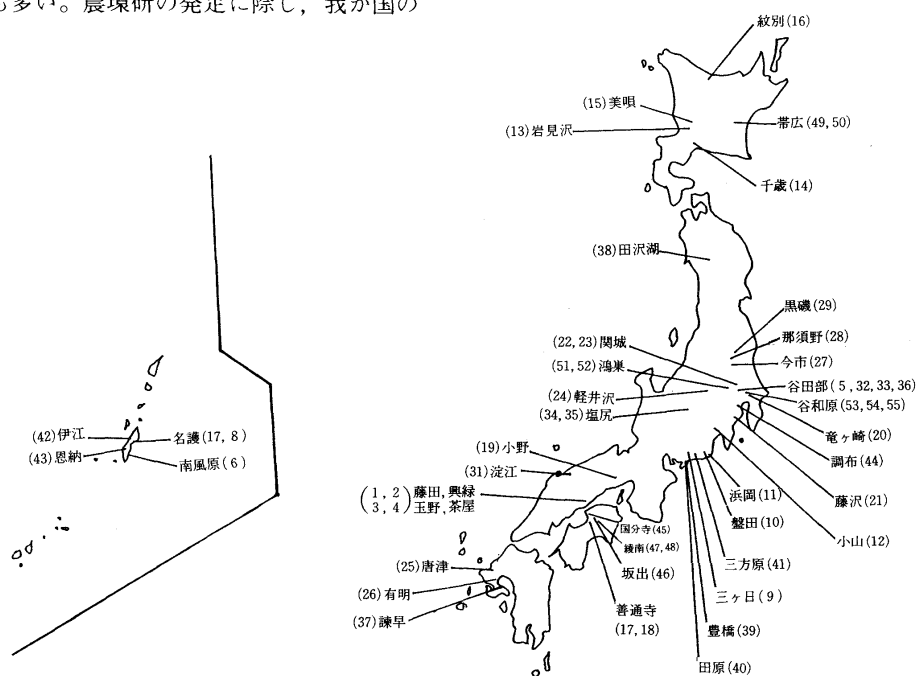 も多い。農環研の発足に際し，我が国の
紋別(16)
(15)美唄
(13)岩見沢
帯広(49, 50)
千歳(14)
(38)田沢湖
黒磯(29)
那須野(28)
(22, 23)関城
今市(27)
(51, 52)鴻巣
谷田部(5, 32, 33, 36)
(24)軽井沢
谷和原(53, 54, 55)
(34, 35)塩尻
竜ヶ崎(20)
(42)伊江
名護(17, 8)
(19)小野
調布(44)
(43)恩納
南風原(6)
(31)淀江
浜岡(11)
藤沢(21)
(1, 2 藤田，興緑
3, 4)玉野，茶屋
盤田(10)
国分寺(45)
小山(12)
綾南(47, 48)
三方原(41)
坂出(46)
(25)唐津
三ヶ日(9)
(26)有明
善通寺
(17, 18)
(37)諫早
豊橋(39)
田原(40)